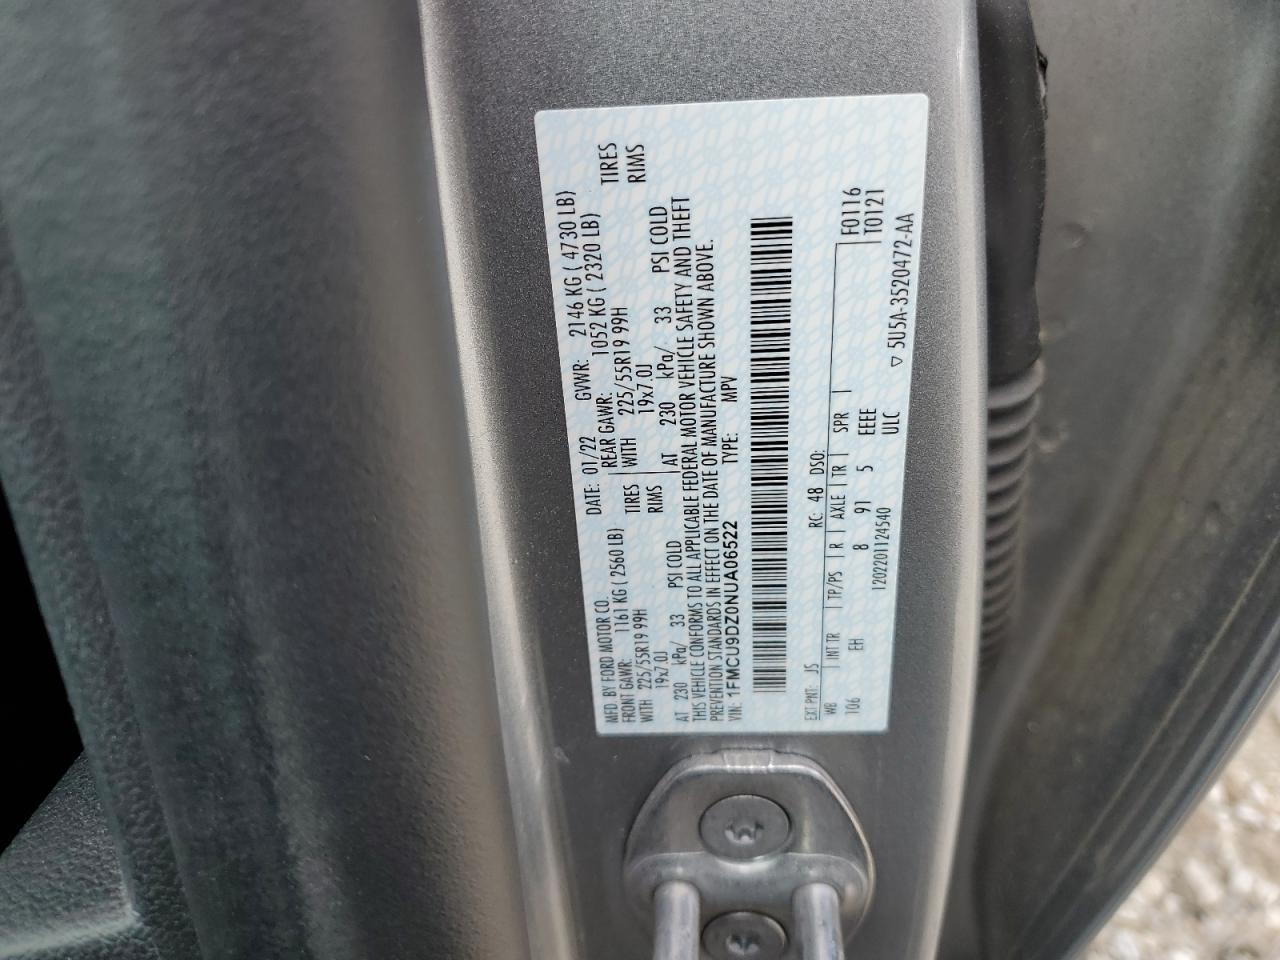 MFD. BY FORD MOTOR CO.
DATE: 01/22 GVWR: 2146 KG ( 4730 LB)
FRONT GAWR: 1161 KG ( 2560 LB) REAR GAWR: 1052 KG ( 2320 LB)
WITH 225/55R19 99H TIRES WITH 225/55R19 99H TIRES
19x7.0J RIMS 19x7.0J RIMS
AT 230 kPa/ 33 PSI COLD AT 230 kPa/ 33 PSI COLD
THIS VEHICLE CONFORMS TO ALL APPLICABLE FEDERAL MOTOR VEHICLE SAFETY AND THEFT
PREVENTION STANDARDS IN EFFECT ON THE DATE OF MANUFACTURE SHOWN ABOVE.
VIN: 1FMCU9DZ0NUA06522 TYPE: MPV
EXT PNT: JS RC: 48 DSO: F0116
WB INT TR TP/PS R AXLE TR SPR T0121
106 EH 8 91 5 EEEE
1202201124540 ULC ▽ 5U5A-3520472-AA